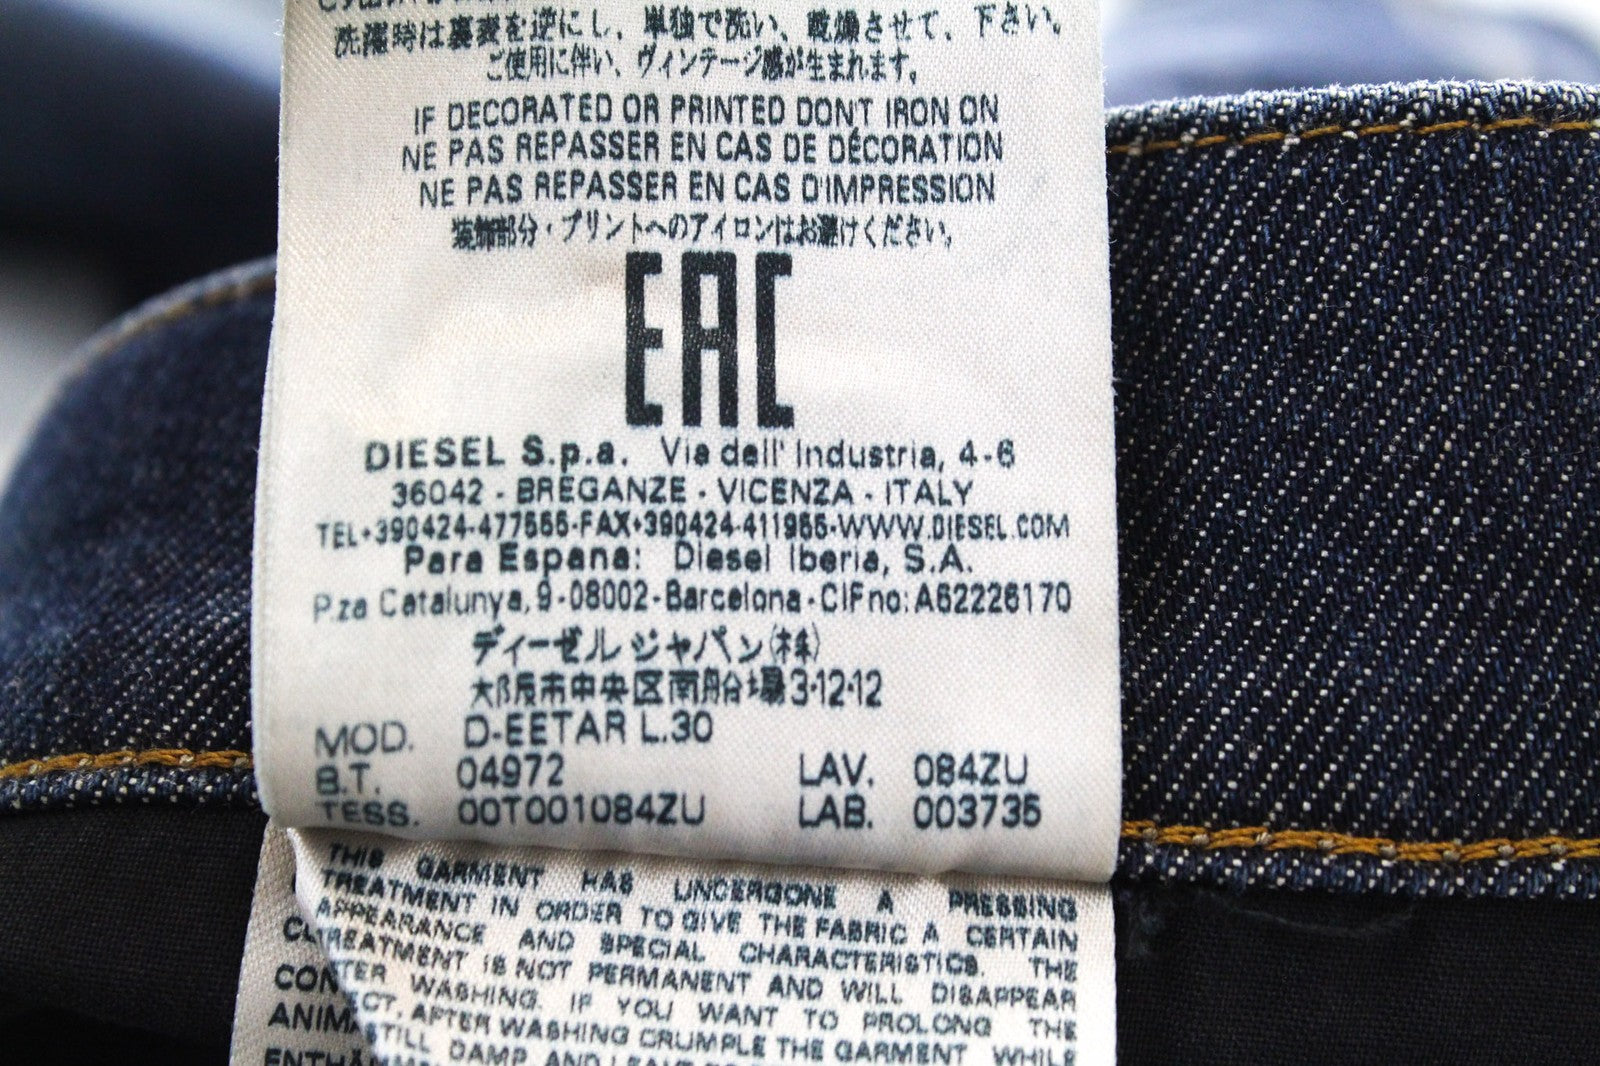 洗濯時は裏表を逆にし、単独で洗い、乾燥させて、下さい。
ご使用に伴い、ヴィンテージ感が生まれます。
IF DECORATED OR PRINTED DON'T IRON ON
NE PAS REPASSER EN CAS DE DÉCORATION
NE PAS REPASSER EN CAS D'IMPRESSION
装飾部分・プリントへのアイロンはお避けください。
EAC
DIESEL S.p.a. Via dell' Industria, 4-6
36042 - BREGANZE - VICENZA - ITALY
TEL+390424-477555-FAX+390424-411955-WWW.DIESEL.COM
Para Espana: Diesel Iberia, S.A.
P.za Catalunya, 9-08002-Barcelona-CIF no: A62226170
ディーゼルジャパン(株)
大阪市中央区南船場3-12-12
MOD. D-EETAR L.30
B.T. 04972 LAV. 084ZU
TESS. 00T001084ZU LAB. 003735
THIS GARMENT HAS UNDERGONE A PRESSING
TREATMENT IN ORDER TO GIVE THE FABRIC A CERTAIN
APPEARANCE AND SPECIAL CHARACTERISTICS. THE
TREATMENT IS NOT PERMANENT AND WILL DISAPPEAR
CON TER WASHING. IF YOU WANT TO PROLONG THE
ANIM ECT, AFTER WASHING CRUMPLE THE GARMENT WHILE
ENTHÄ STILL DAMP AND